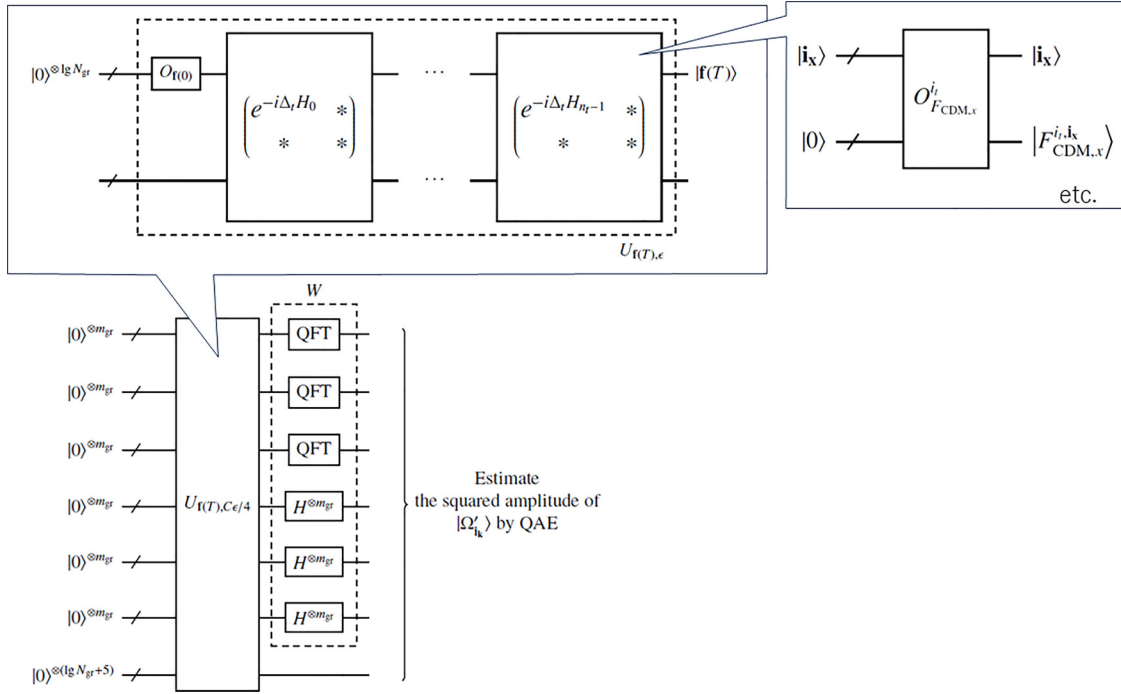 |0⟩^{⊗ lg N_gr}
O_{f(0)}
( e^{-iΔ_t H_0} *
* * )
⋯
⋯
( e^{-iΔ_t H_{n_t-1}} *
* * )
|f(T)⟩
U_{f(T),ϵ}
|i_x⟩
O^{i_t}_{F_{CDM,x}}
|i_x⟩
|0⟩
|F^{i_t,i_x}_{CDM,x}⟩
etc.
W
|0⟩^{⊗m_gr}
QFT
|0⟩^{⊗m_gr}
QFT
|0⟩^{⊗m_gr}
QFT
|0⟩^{⊗m_gr}
U_{f(T),Cϵ/4}
H^{⊗m_gr}
|0⟩^{⊗m_gr}
H^{⊗m_gr}
|0⟩^{⊗m_gr}
H^{⊗m_gr}
|0⟩^{⊗(lg N_gr+5)}
Estimate
the squared amplitude of
|Ω′_{i_k}⟩ by QAE